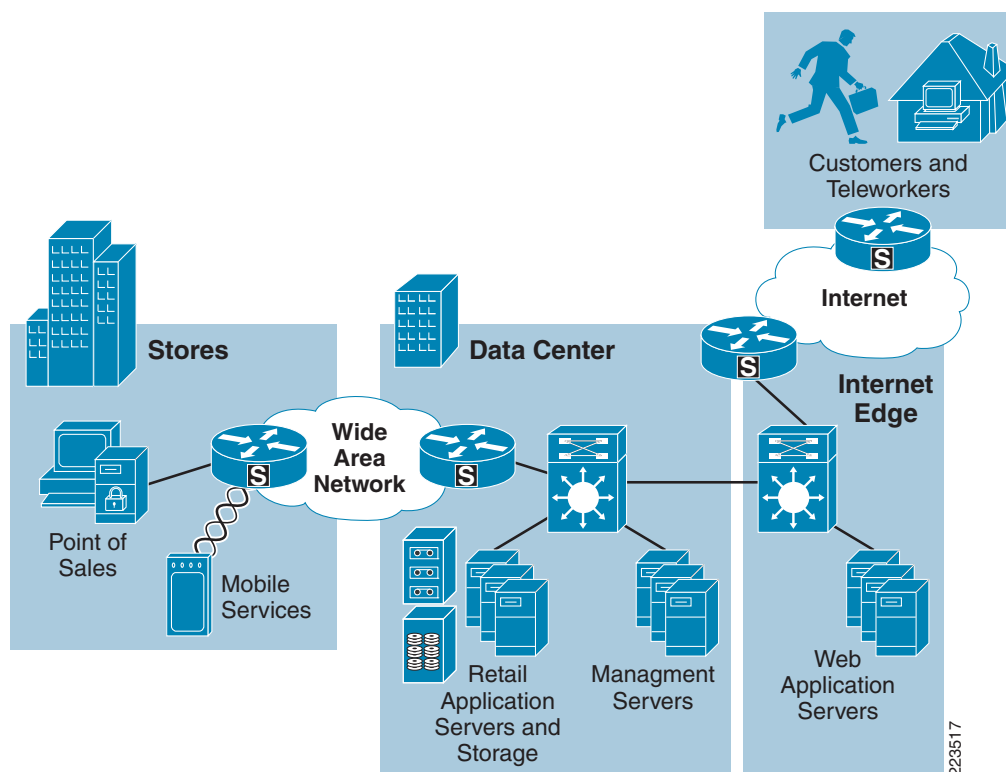 Customers and
Teleworkers
S
Internet
Stores
Data Center
S
Internet
Edge
Wide
Area
Network
S
S
Point of
Sales
Mobile
Services
Retail
Application
Servers and
Storage
Managment
Servers
Web
Application
Servers
223517